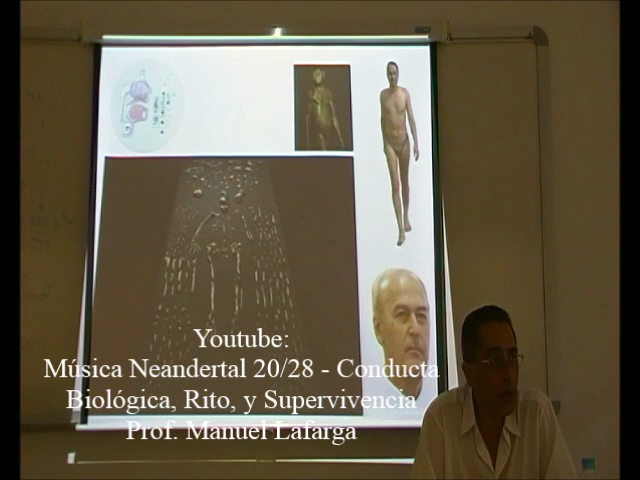 Youtube:
Música Neandertal 20/28 - Conducta
Biológica, Rito, y Supervivencia
Prof. Manuel Lafarga